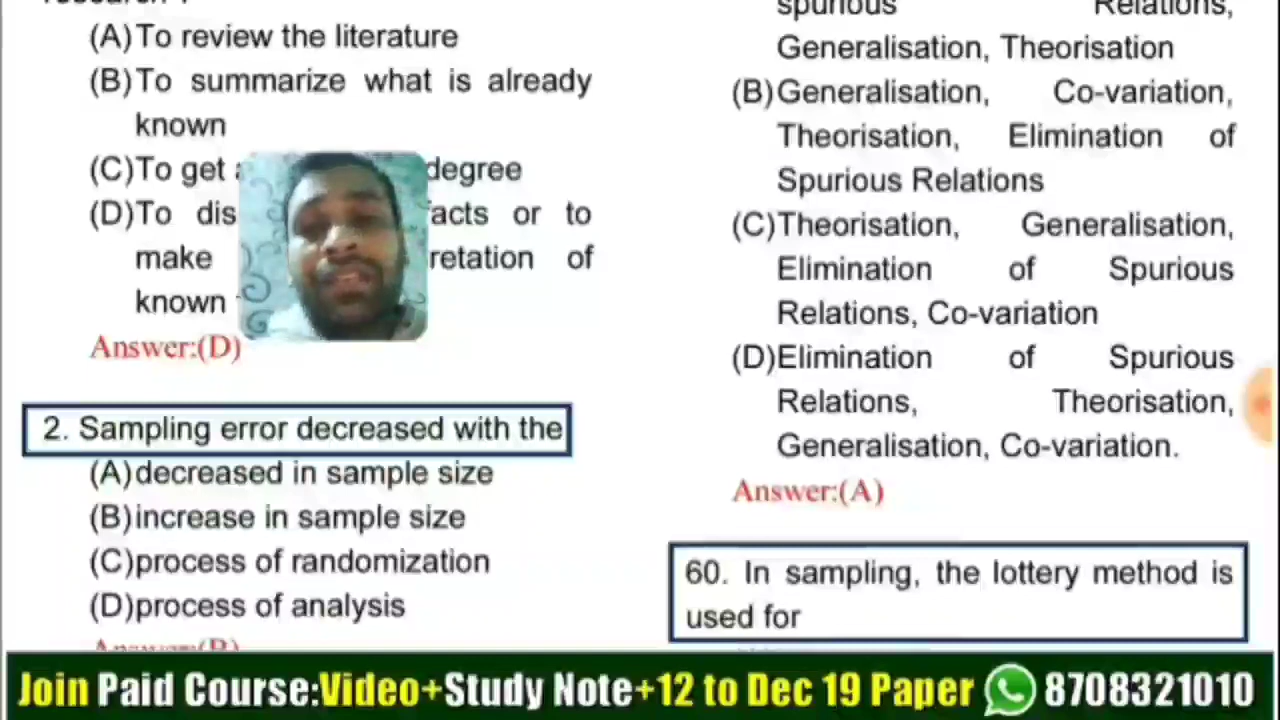 (A) To review the literature
(B) To summarize what is already
known
(C) To get degree
(D) To dis acts or to
make retation of
known
Answer:(D)
2. Sampling error decreased with the
(A) decreased in sample size
(B) increase in sample size
(C) process of randomization
(D) process of analysis
Answer:(B)
spurious Relations,
Generalisation, Theorisation
(B) Generalisation, Co-variation,
Theorisation, Elimination of
Spurious Relations
(C) Theorisation, Generalisation,
Elimination of Spurious
Relations, Co-variation
(D) Elimination of Spurious
Relations, Theorisation,
Generalisation, Co-variation.
Answer:(A)
60. In sampling, the lottery method is
used for
Join Paid Course:Video+Study Note+12 to Dec 19 Paper 8708321010